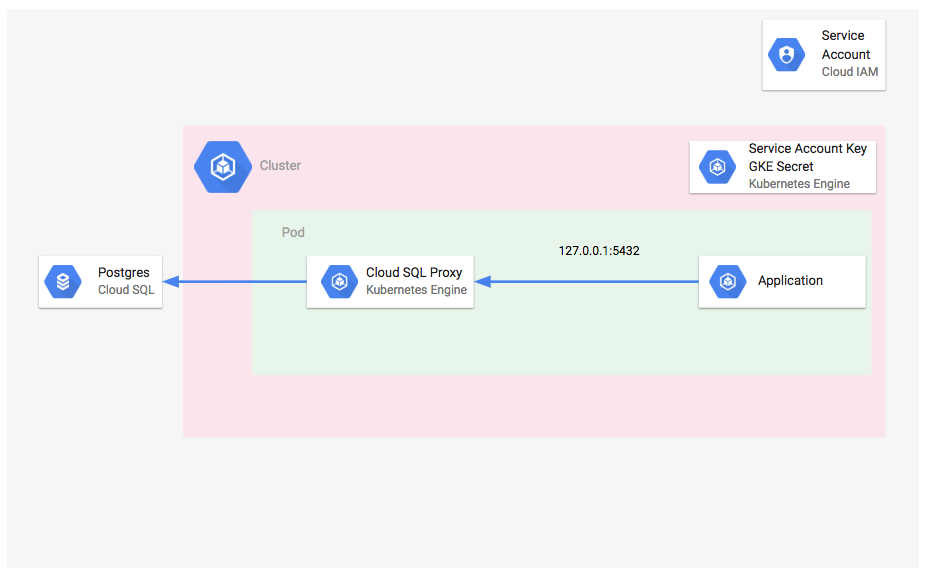 Service
Account
Cloud IAM
Cluster
Service Account Key
GKE Secret
Kubernetes Engine
Pod
127.0.0.1:5432
Postgres
Cloud SQL
Cloud SQL Proxy
Kubernetes Engine
Application